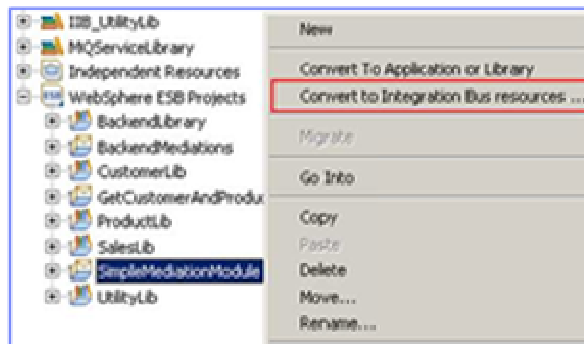 IIB_UtilityLib
MQServiceLibrary
Independent Resources
WebSphere ESB Projects
BackendLibrary
BackendMediations
CustomerLib
GetCustomerAndProduc
ProductLib
SalesLib
SimpleMediationModule
UtilityLib
New
Convert To Application or Library
Convert to Integration Bus resources ...
Migrate
Go Into
Copy
Paste
Delete
Move...
Rename...